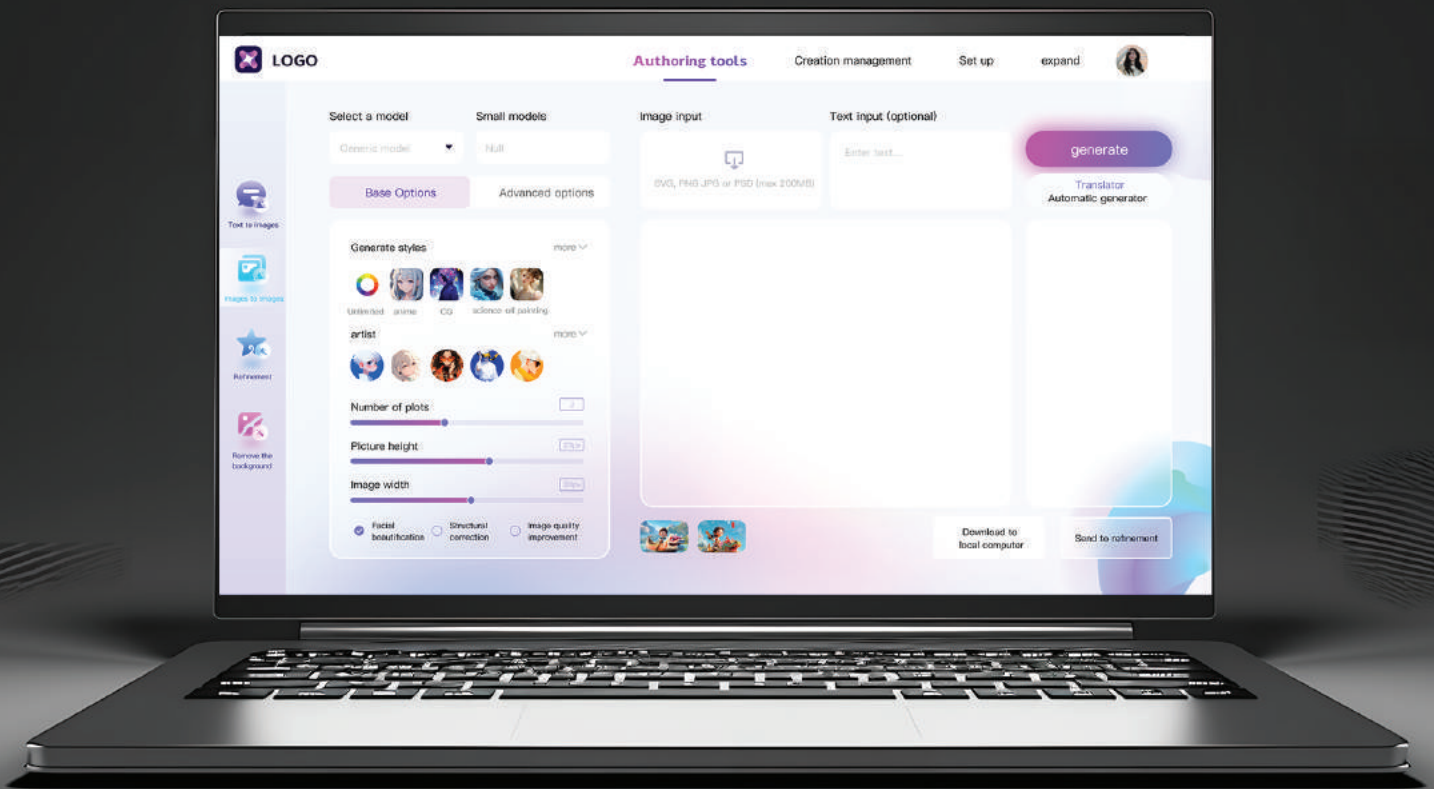 LOGO
Authoring tools
Creation management
Set up
expand
Select a model
Small models
Image input
Text input (optional)
Generic model
Null
SVG, PNG JPG or PSD (max 200MB)
Enter text...
generate
Base Options
Advanced options
Translator
Automatic generator
Text to images
Images to images
Refinement
Remove the
background
Generate styles
more
Unlimited
anime
CG
science
oil painting
artist
more
Number of plots
Picture height
Image width
Facial
beautification
Structural
correction
Image quality
improvement
Download to
local computer
Send to refinement